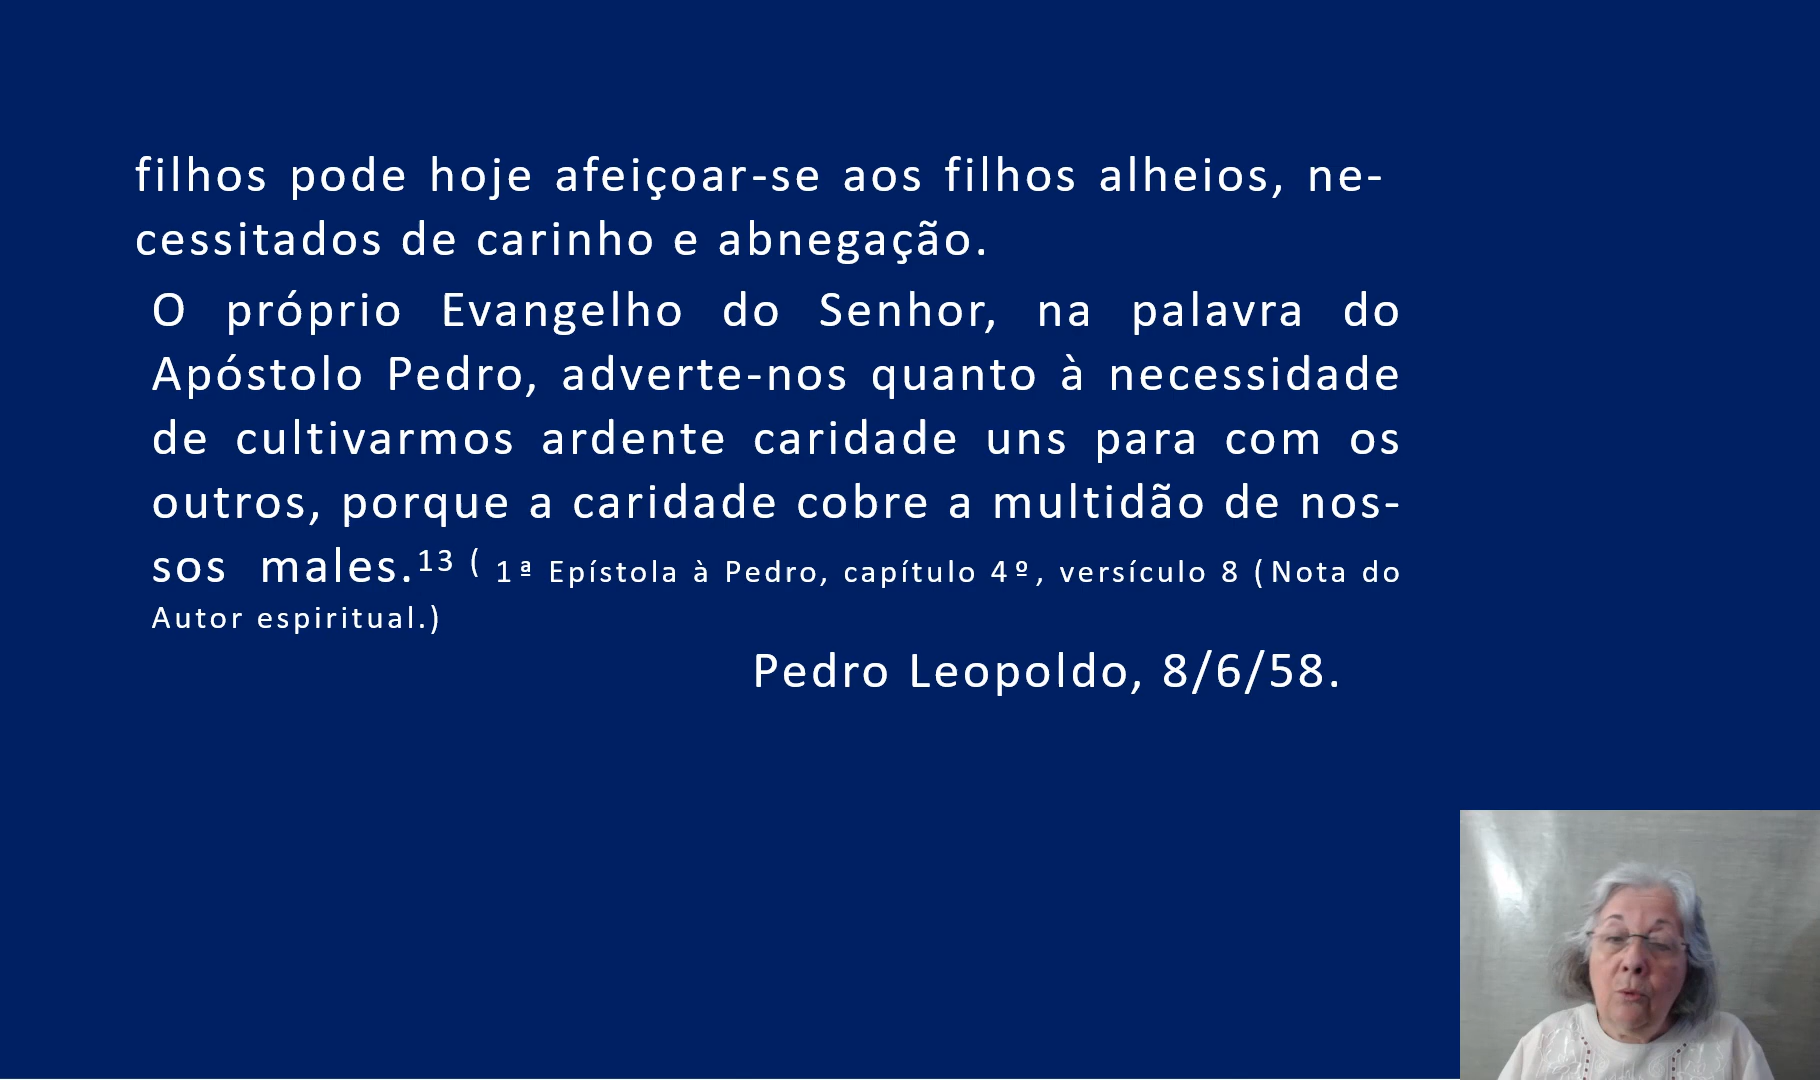 filhos pode hoje afeiçoar-se aos filhos alheios, ne-
cessitados de carinho e abnegação.
O próprio Evangelho do Senhor, na palavra do
Apóstolo Pedro, adverte-nos quanto à necessidade
de cultivarmos ardente caridade uns para com os
outros, porque a caridade cobre a multidão de nos-
sos males.¹³ ( 1ª Epístola à Pedro, capítulo 4º, versículo 8 (Nota do
Autor espiritual.)
Pedro Leopoldo, 8/6/58.